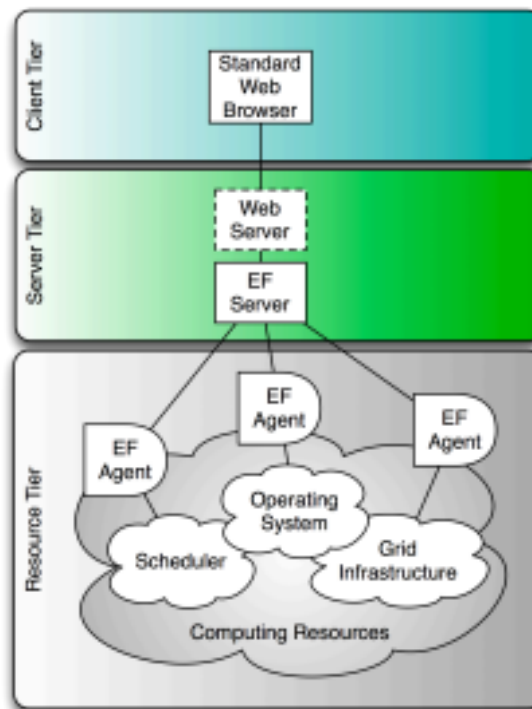 Client Tier
Standard
Web
Browser
Server Tier
Web
Server
EF
Server
Resource Tier
EF
Agent
EF
Agent
EF
Agent
Operating
System
Scheduler
Grid
Infrastructure
Computing Resources